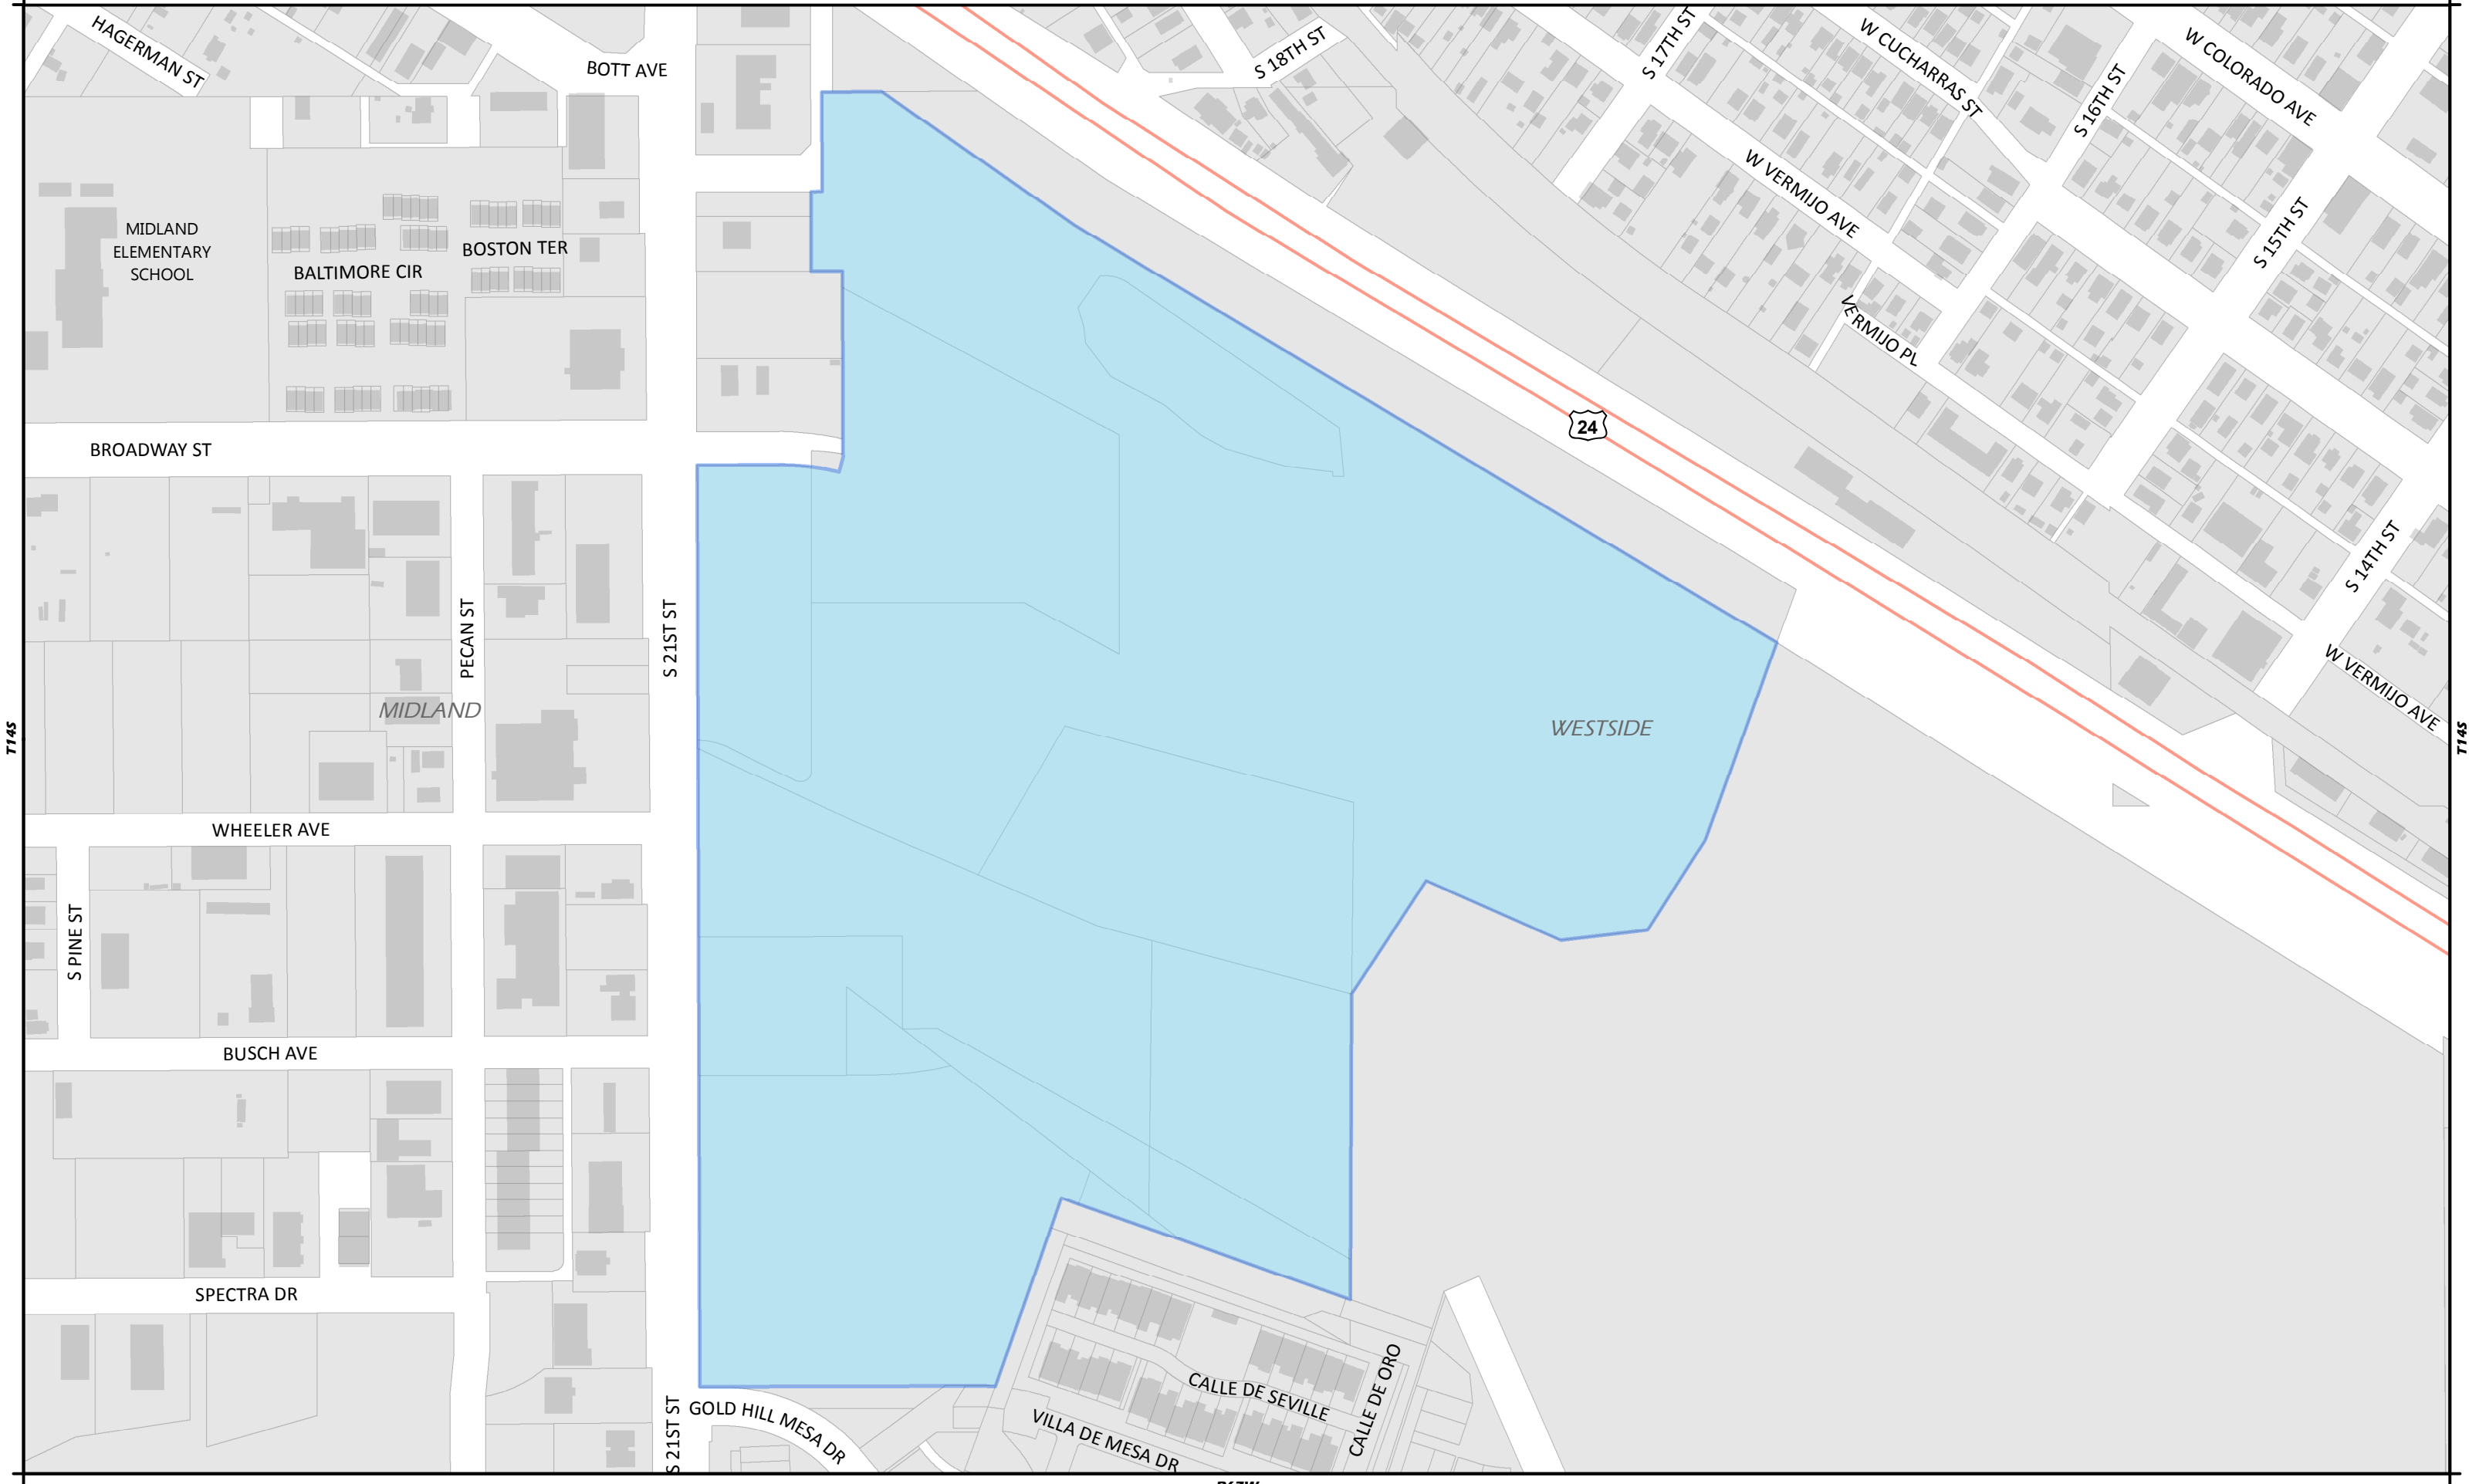 HAGERMAN ST
BOTT AVE
S 18TH ST
S 17TH ST
W CUCHARRAS ST
W COLORADO AVE
S 16TH ST
W VERMIJO AVE
S 15TH ST
MIDLAND
ELEMENTARY
SCHOOL
BOSTON TER
BALTIMORE CIR
VERMIJO PL
24
BROADWAY ST
S 14TH ST
PECAN ST
S 21ST ST
W VERMIJO AVE
MIDLAND
WESTSIDE
T14S
T14S
WHEELER AVE
S PINE ST
BUSCH AVE
SPECTRA DR
CALLE DE SEVILLE
CALLE DE ORO
S 21ST ST
GOLD HILL MESA DR
VILLA DE MESA DR